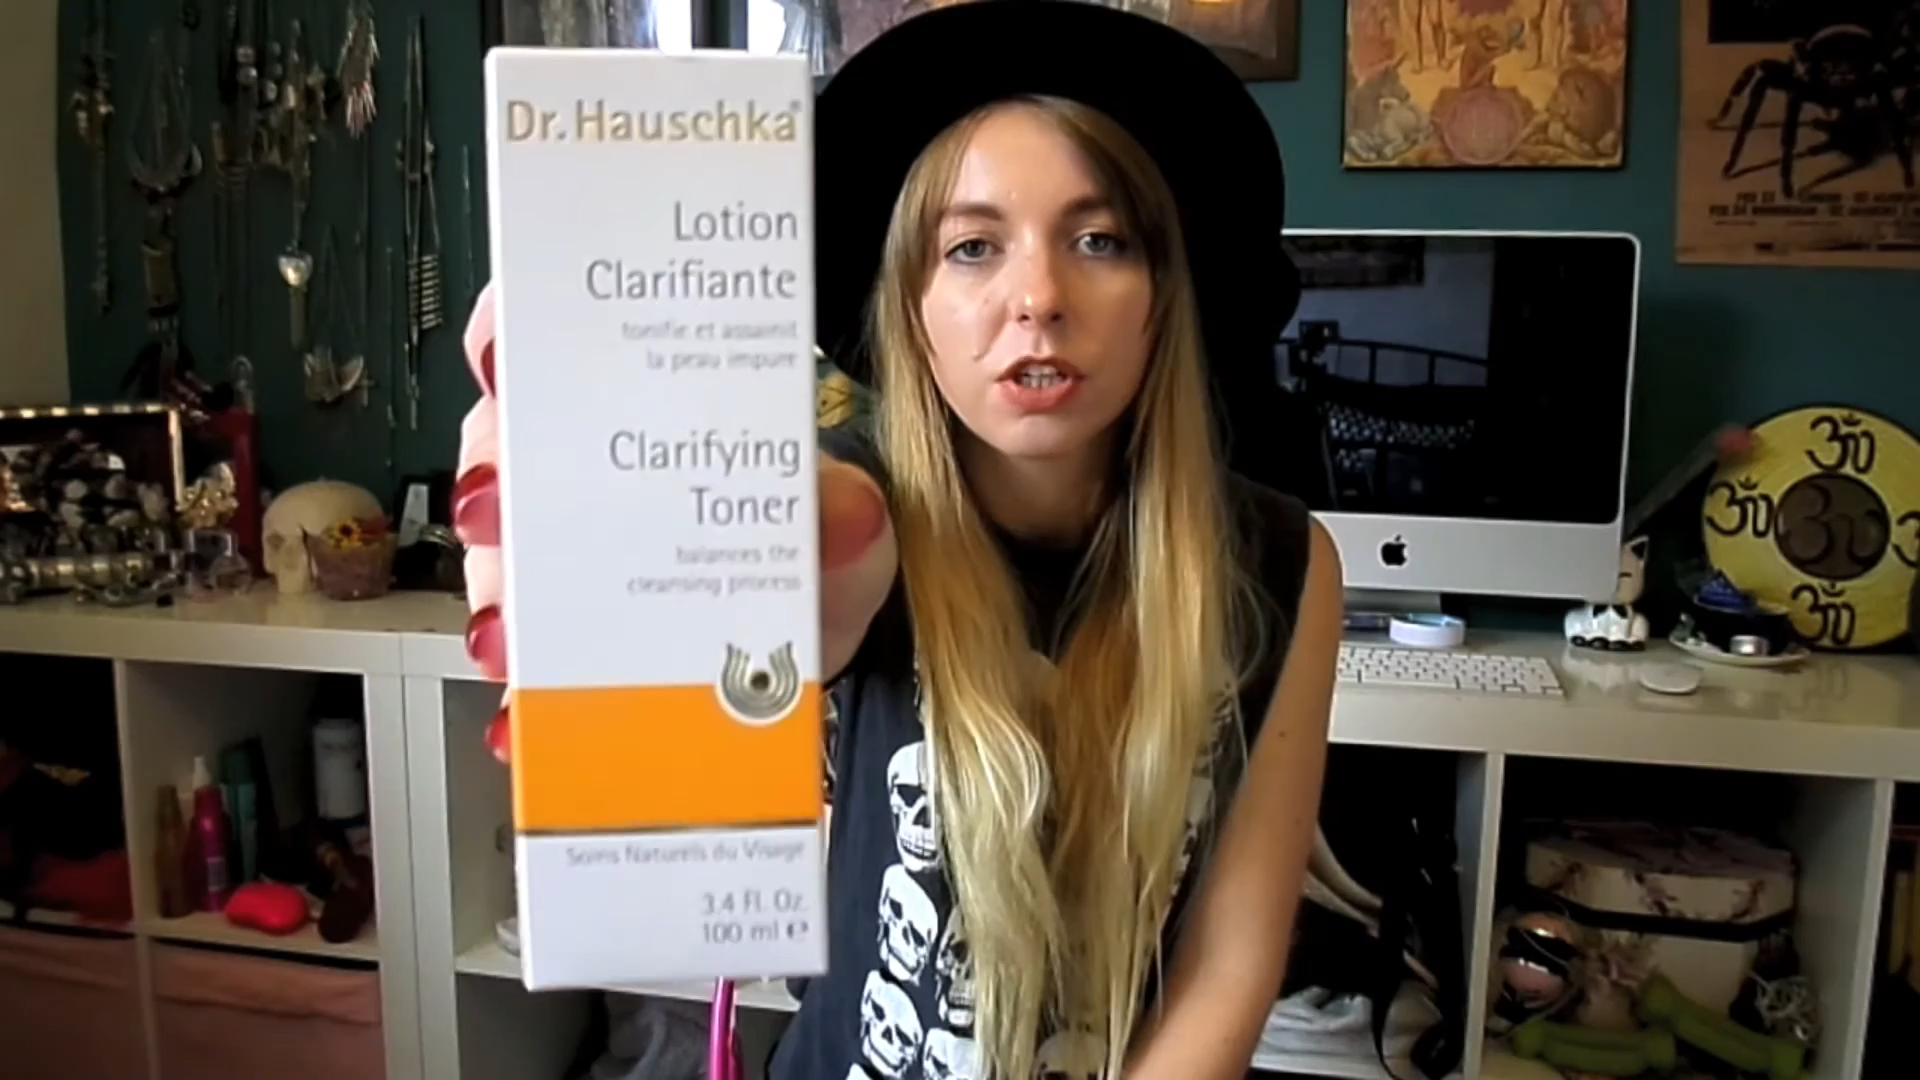 Dr.Hauschka®
Lotion
Clarifiante
tonifie et assainit
la peau impure
Clarifying
Toner
balances the
cleansing process
Soins Naturels du Visage
3.4 Fl. Oz.
100 ml ℮